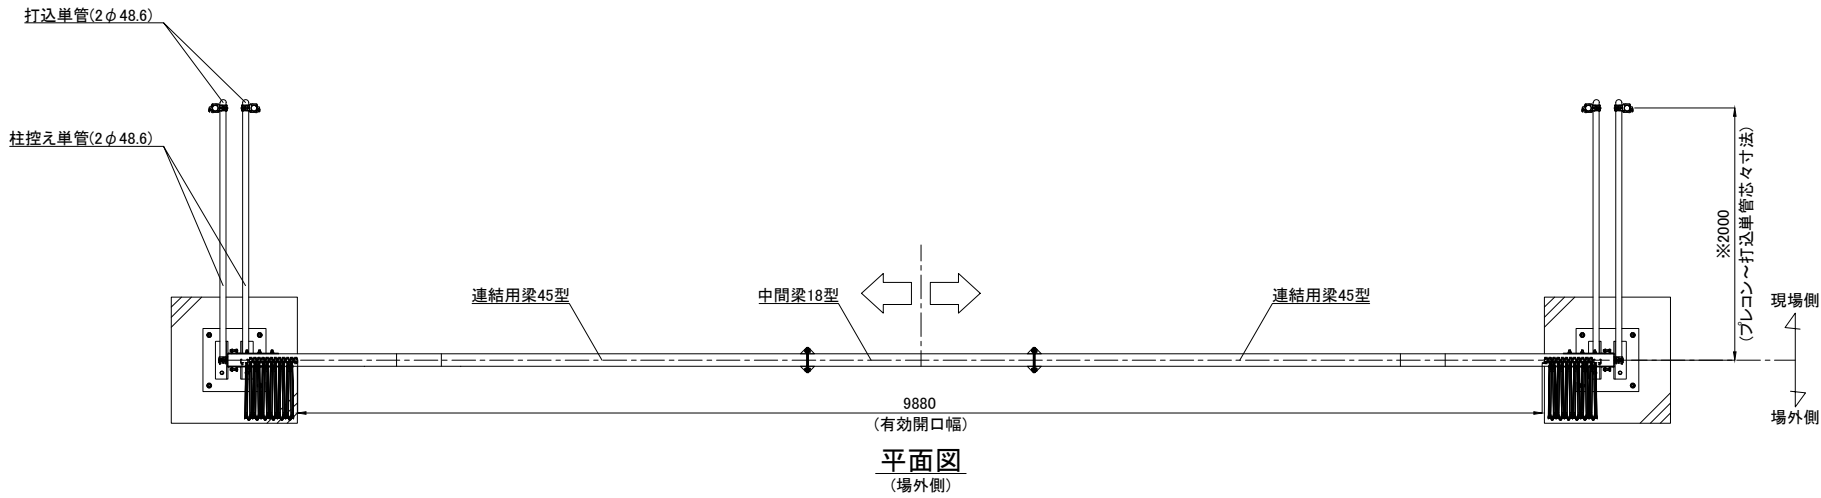 打込単管(2φ48.6)
柱控え単管(2φ48.6)
連結用梁45型
中間梁18型
連結用梁45型
※2000
(プレコン～打込単管芯々寸法)
現場側
場外側
9880
(有効開口幅)
平面図
(場外側)